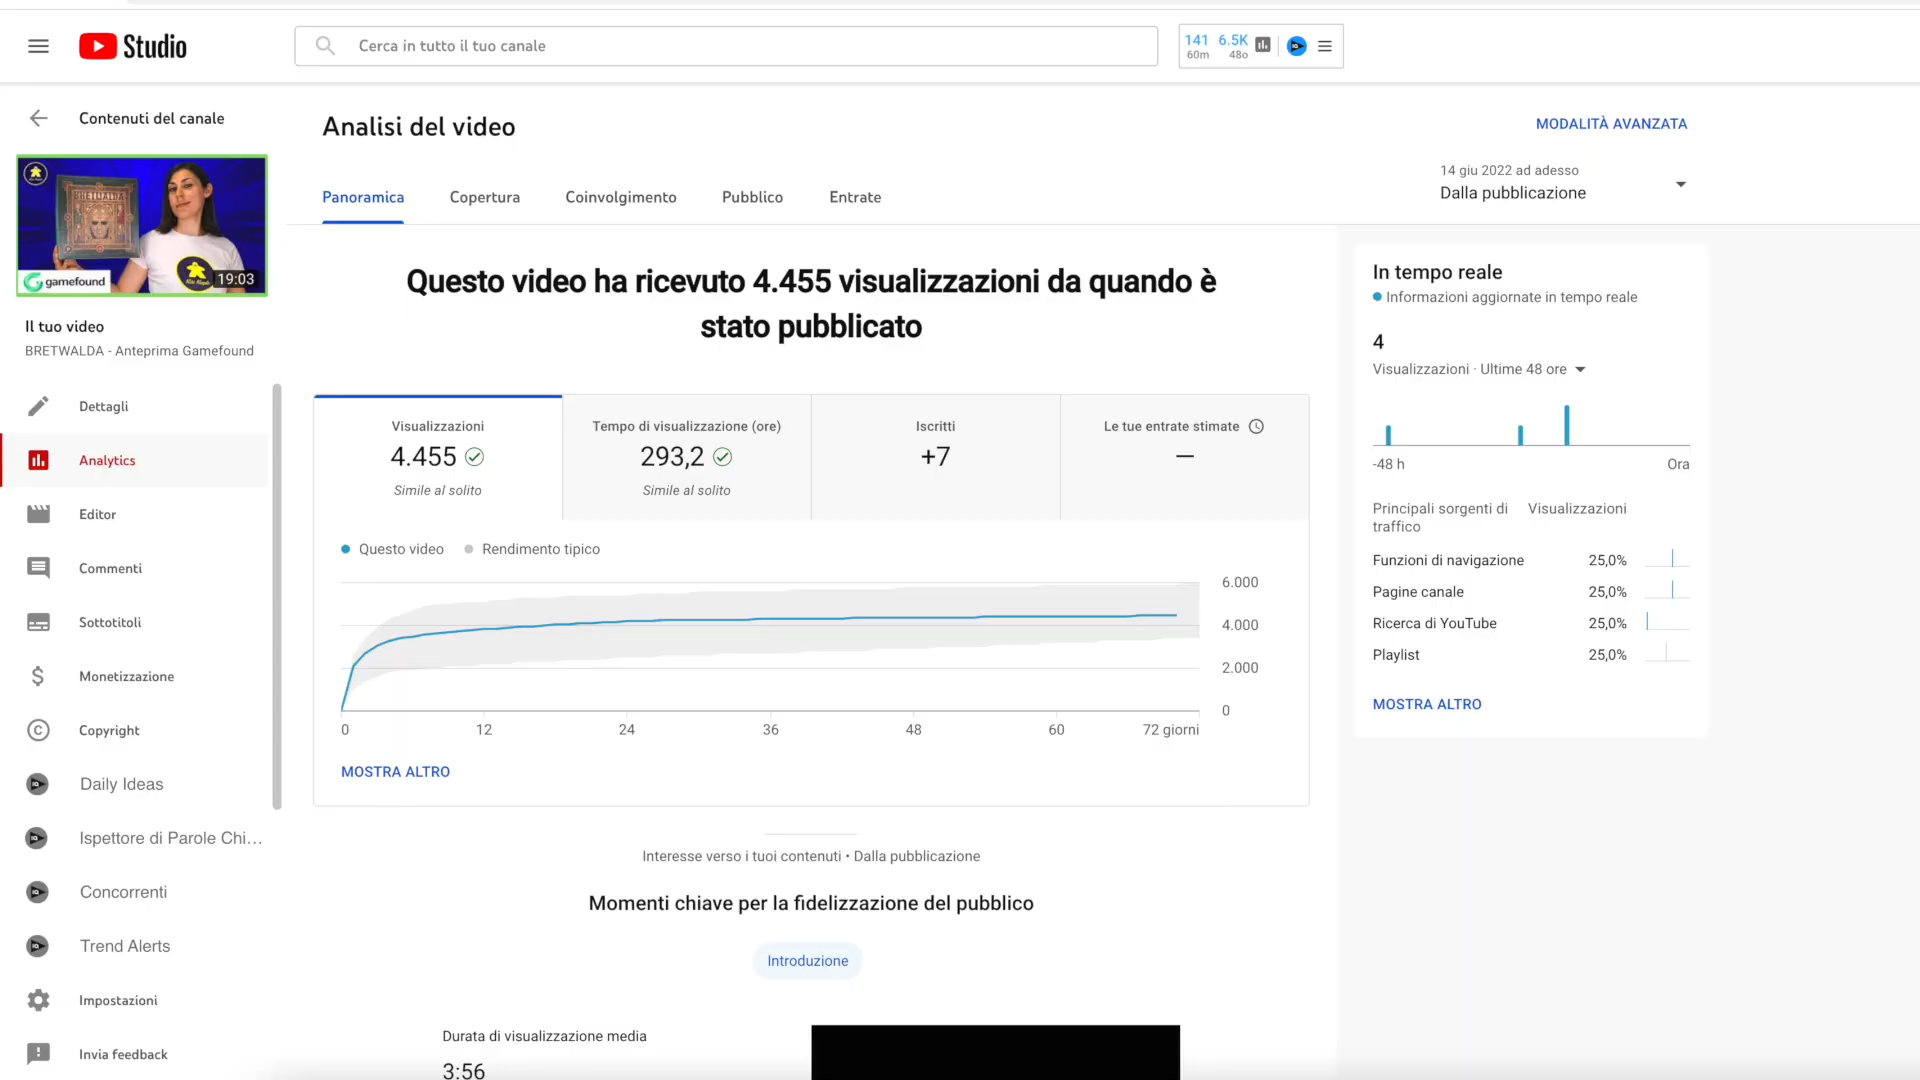 Studio
Cerca in tutto il tuo canale
141 6.5K
60m 48o
Contenuti del canale
BRETWALDA
gamefound
19:03
Il tuo video
BRETWALDA - Anteprima Gamefound
Dettagli
Analytics
Editor
Commenti
Sottotitoli
Monetizzazione
Copyright
Daily Ideas
Ispettore di Parole Chi...
Concorrenti
Trend Alerts
Impostazioni
Invia feedback
Analisi del video
MODALITÀ AVANZATA
14 giu 2022 ad adesso
Dalla pubblicazione
Panoramica Copertura Coinvolgimento Pubblico Entrate
Questo video ha ricevuto 4.455 visualizzazioni da quando è
stato pubblicato
Visualizzazioni
4.455
Simile al solito
Tempo di visualizzazione (ore)
293,2
Simile al solito
Iscritti
+7
Le tue entrate stimate
—
Questo video Rendimento tipico
6.000
4.000
2.000
0
0 12 24 36 48 60 72 giorni
MOSTRA ALTRO
Interesse verso i tuoi contenuti • Dalla pubblicazione
Momenti chiave per la fidelizzazione del pubblico
Introduzione
Durata di visualizzazione media
3:56
In tempo reale
Informazioni aggiornate in tempo reale
4
Visualizzazioni · Ultime 48 ore
-48 h Ora
Principali sorgenti di Visualizzazioni
traffico
Funzioni di navigazione 25,0%
Pagine canale 25,0%
Ricerca di YouTube 25,0%
Playlist 25,0%
MOSTRA ALTRO